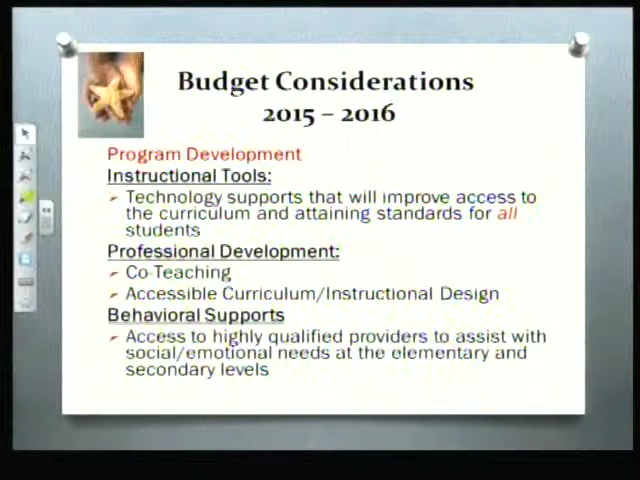 Budget Considerations
2015 – 2016
Program Development
Instructional Tools:
Technology supports that will improve access to
the curriculum and attaining standards for all
students
Professional Development:
Co-Teaching
Accessible Curriculum/Instructional Design
Behavioral Supports
Access to highly qualified providers to assist with
social/emotional needs at the elementary and
secondary levels